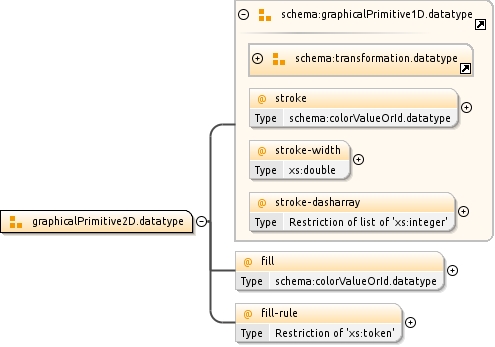 schema:graphicalPrimitive1D.datatype
schema:transformation.datatype
@ stroke
Type schema:colorValueOrId.datatype
@ stroke-width
Type xs:double
@ stroke-dasharray
Type Restriction of list of 'xs:integer'
graphicalPrimitive2D.datatype
@ fill
Type schema:colorValueOrId.datatype
@ fill-rule
Type Restriction of 'xs:token'